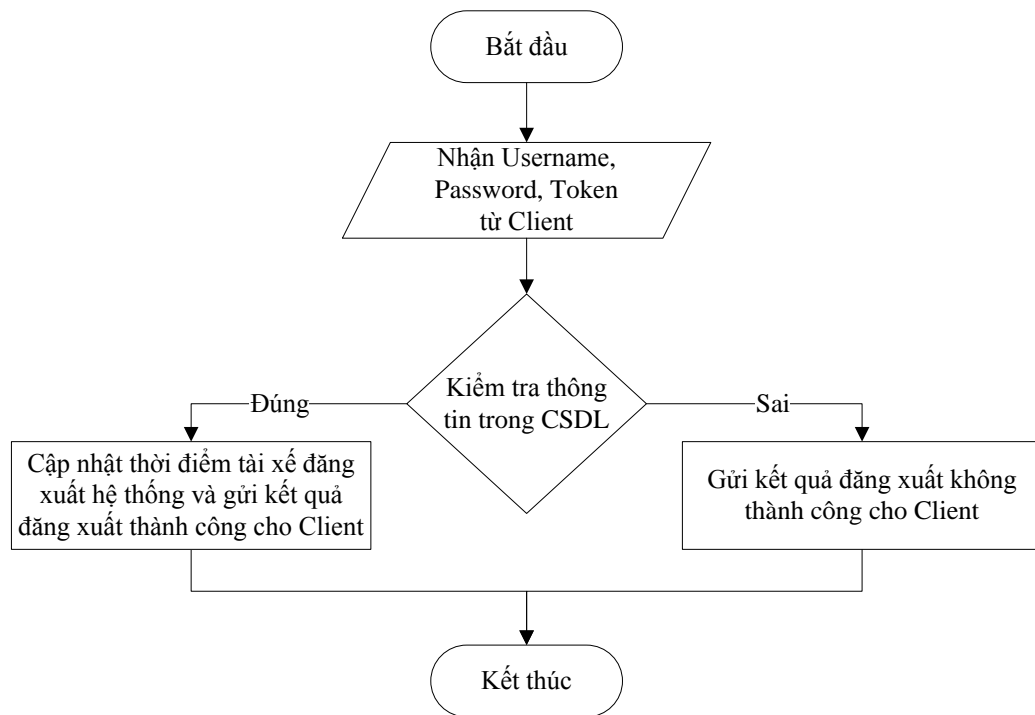 Bắt đầu
Nhận Username,
Password, Token
từ Client
Kiểm tra thông
tin trong CSDL
Đúng
Sai
Cập nhật thời điểm tài xế đăng
xuất hệ thống và gửi kết quả
đăng xuất thành công cho Client
Gửi kết quả đăng xuất không
thành công cho Client
Kết thúc